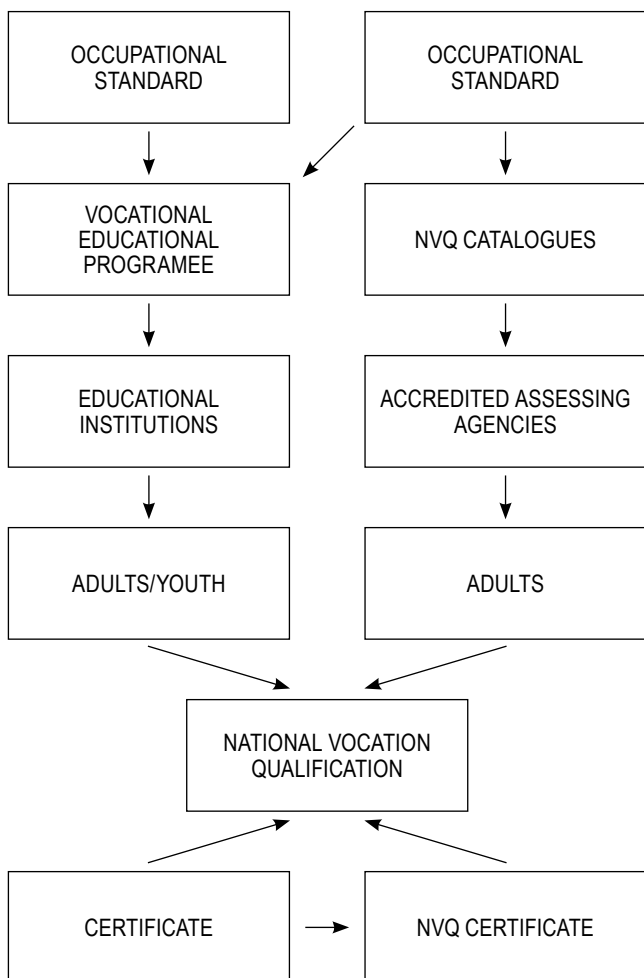 OCCUPATIONAL
STANDARD
OCCUPATIONAL
STANDARD
VOCATIONAL
EDUCATIONAL
PROGRAMEE
NVQ CATALOGUES
EDUCATIONAL
INSTITUTIONS
ACCREDITED ASSESSING
AGENCIES
ADULTS/YOUTH
ADULTS
NATIONAL VOCATION
QUALIFICATION
CERTIFICATE
NVQ CERTIFICATE